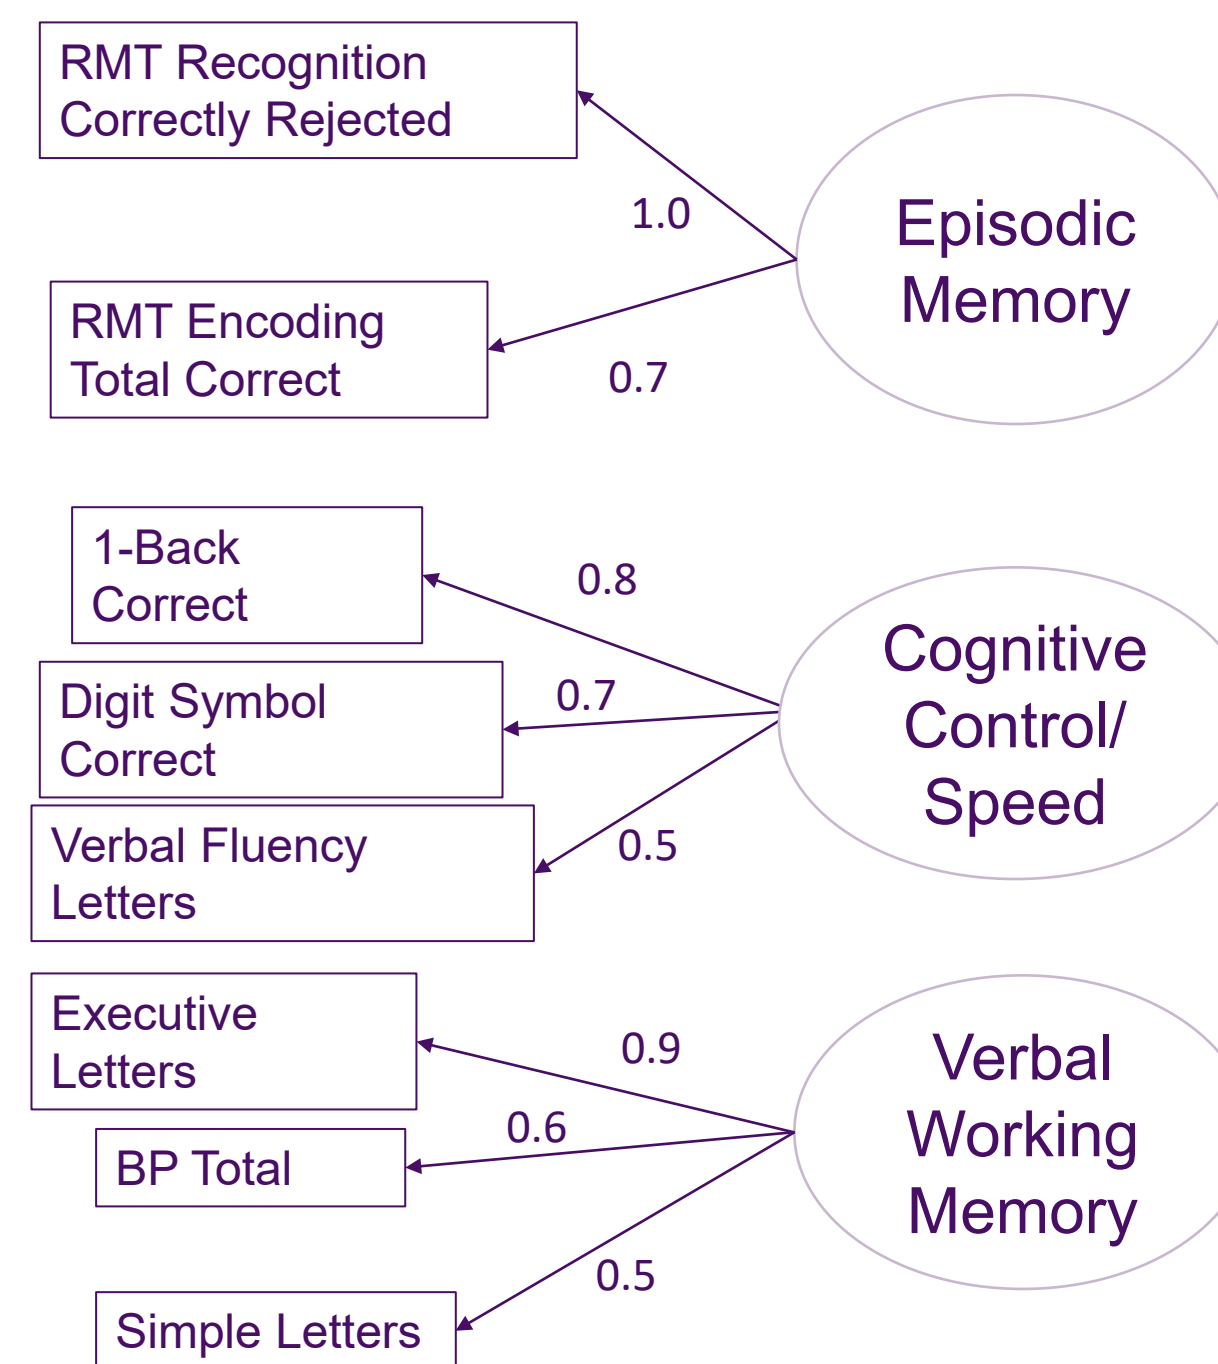 RMT Recognition
Correctly Rejected
1.0
Episodic
Memory
RMT Encoding
Total Correct
0.7
1-Back
Correct
0.8
Cognitive
Control/
Speed
Digit Symbol
Correct
0.7
Verbal Fluency
Letters
0.5
Executive
Letters
0.9
Verbal
Working
Memory
BP Total
0.6
Simple Letters
0.5